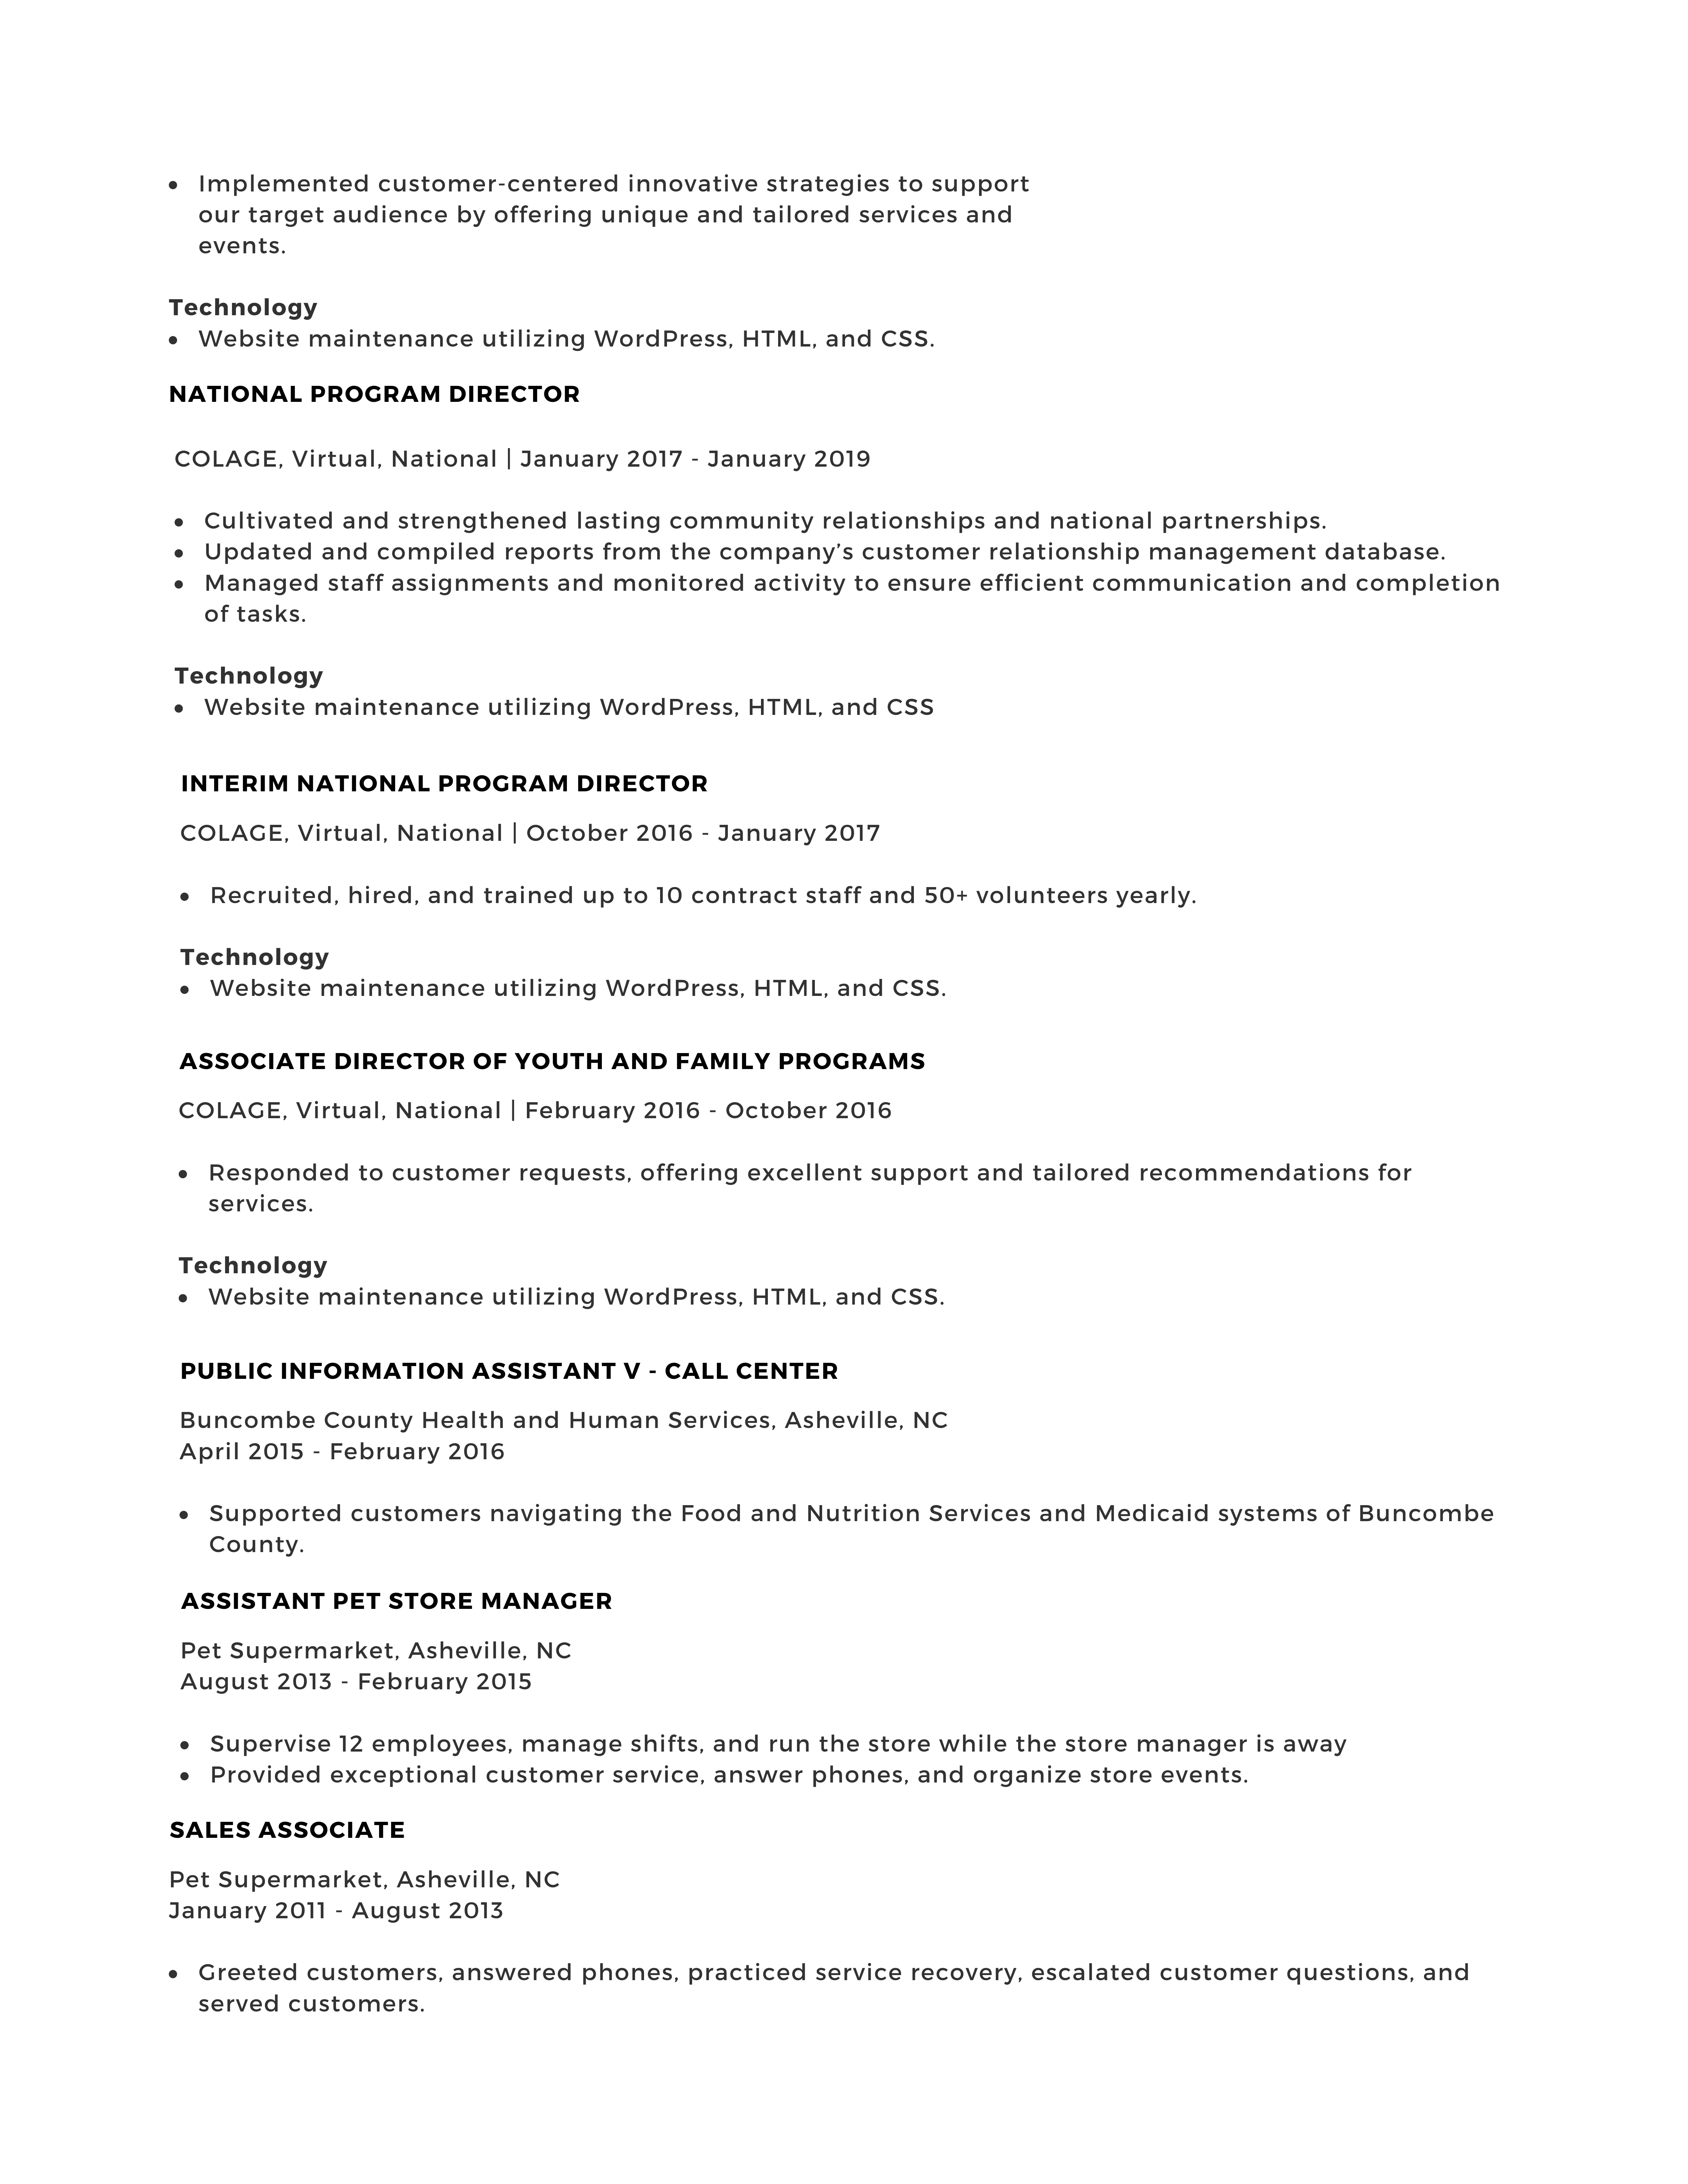 • Implemented customer-centered innovative strategies to support
our target audience by offering unique and tailored services and
events.
Technology
• Website maintenance utilizing WordPress, HTML, and CSS.
NATIONAL PROGRAM DIRECTOR
COLAGE, Virtual, National | January 2017 - January 2019
• Cultivated and strengthened lasting community relationships and national partnerships.
• Updated and compiled reports from the company’s customer relationship management database.
• Managed staff assignments and monitored activity to ensure efficient communication and completion
of tasks.
Technology
• Website maintenance utilizing WordPress, HTML, and CSS
INTERIM NATIONAL PROGRAM DIRECTOR
COLAGE, Virtual, National | October 2016 - January 2017
• Recruited, hired, and trained up to 10 contract staff and 50+ volunteers yearly.
Technology
• Website maintenance utilizing WordPress, HTML, and CSS.
ASSOCIATE DIRECTOR OF YOUTH AND FAMILY PROGRAMS
COLAGE, Virtual, National | February 2016 - October 2016
• Responded to customer requests, offering excellent support and tailored recommendations for
services.
Technology
• Website maintenance utilizing WordPress, HTML, and CSS.
PUBLIC INFORMATION ASSISTANT V - CALL CENTER
Buncombe County Health and Human Services, Asheville, NC
April 2015 - February 2016
• Supported customers navigating the Food and Nutrition Services and Medicaid systems of Buncombe
County.
ASSISTANT PET STORE MANAGER
Pet Supermarket, Asheville, NC
August 2013 - February 2015
• Supervise 12 employees, manage shifts, and run the store while the store manager is away
• Provided exceptional customer service, answer phones, and organize store events.
SALES ASSOCIATE
Pet Supermarket, Asheville, NC
January 2011 - August 2013
• Greeted customers, answered phones, practiced service recovery, escalated customer questions, and
served customers.